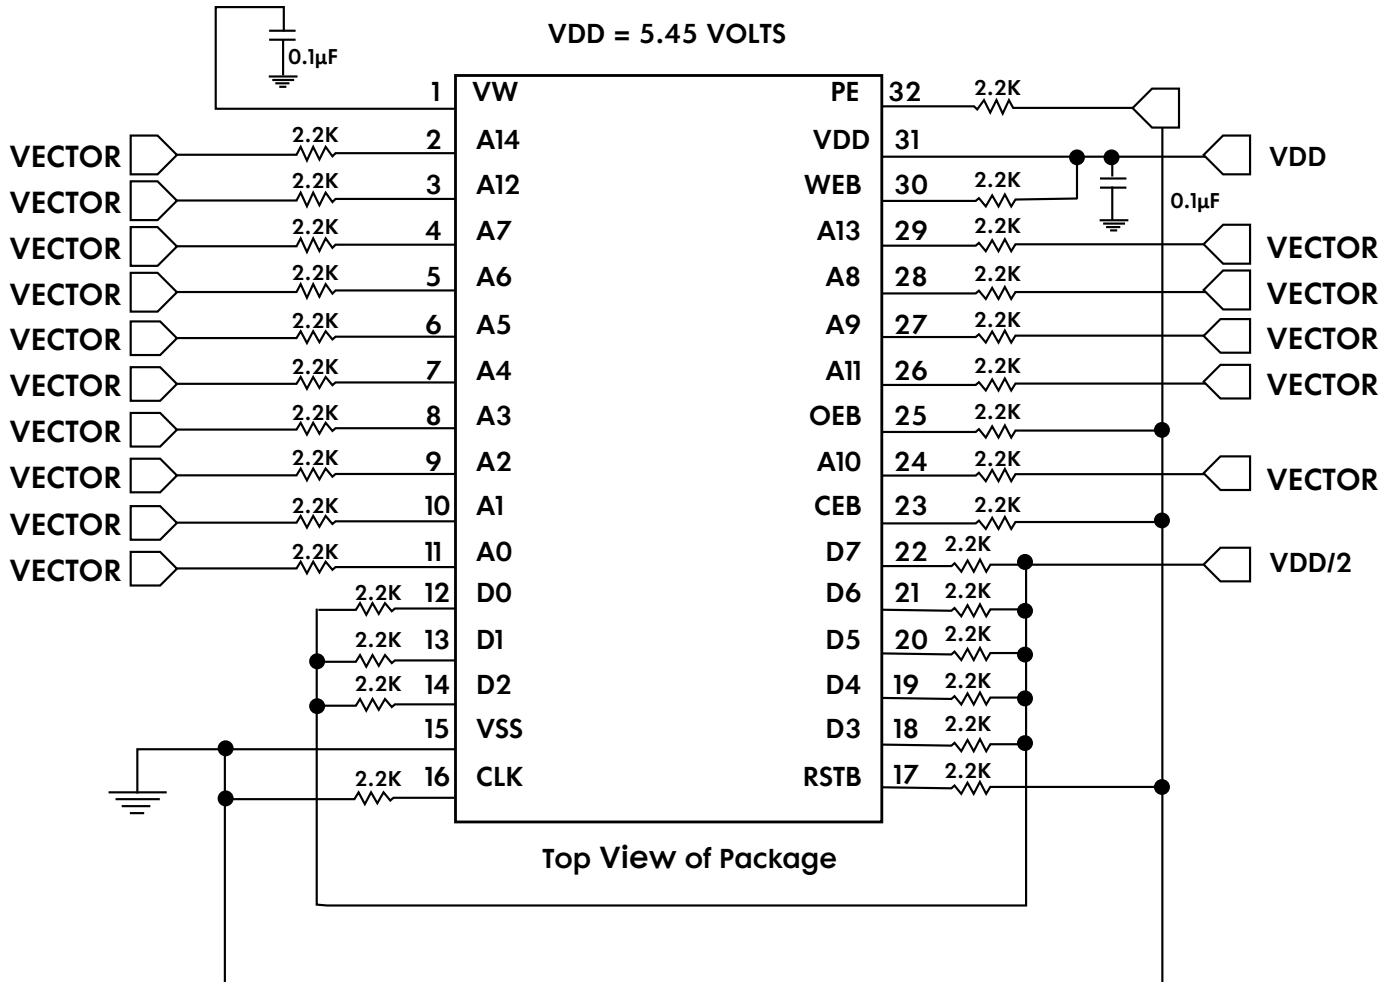 VDD = 5.45 VOLTS
0.1µF
1 VW PE 32 2.2K
VECTOR 2.2K 2 A14 VDD 31 VDD
VECTOR 2.2K 3 A12 WEB 30 2.2K 0.1µF
VECTOR 2.2K 4 A7 A13 29 2.2K VECTOR
VECTOR 2.2K 5 A6 A8 28 2.2K VECTOR
VECTOR 2.2K 6 A5 A9 27 2.2K VECTOR
VECTOR 2.2K 7 A4 A11 26 2.2K VECTOR
VECTOR 2.2K 8 A3 OEB 25 2.2K
VECTOR 2.2K 9 A2 A10 24 2.2K VECTOR
VECTOR 2.2K 10 A1 CEB 23 2.2K
VECTOR 2.2K 11 A0 D7 22 2.2K VDD/2
2.2K 12 D0 D6 21 2.2K
2.2K 13 D1 D5 20 2.2K
2.2K 14 D2 D4 19 2.2K
15 VSS D3 18 2.2K
2.2K 16 CLK RSTB 17 2.2K
Top View of Package